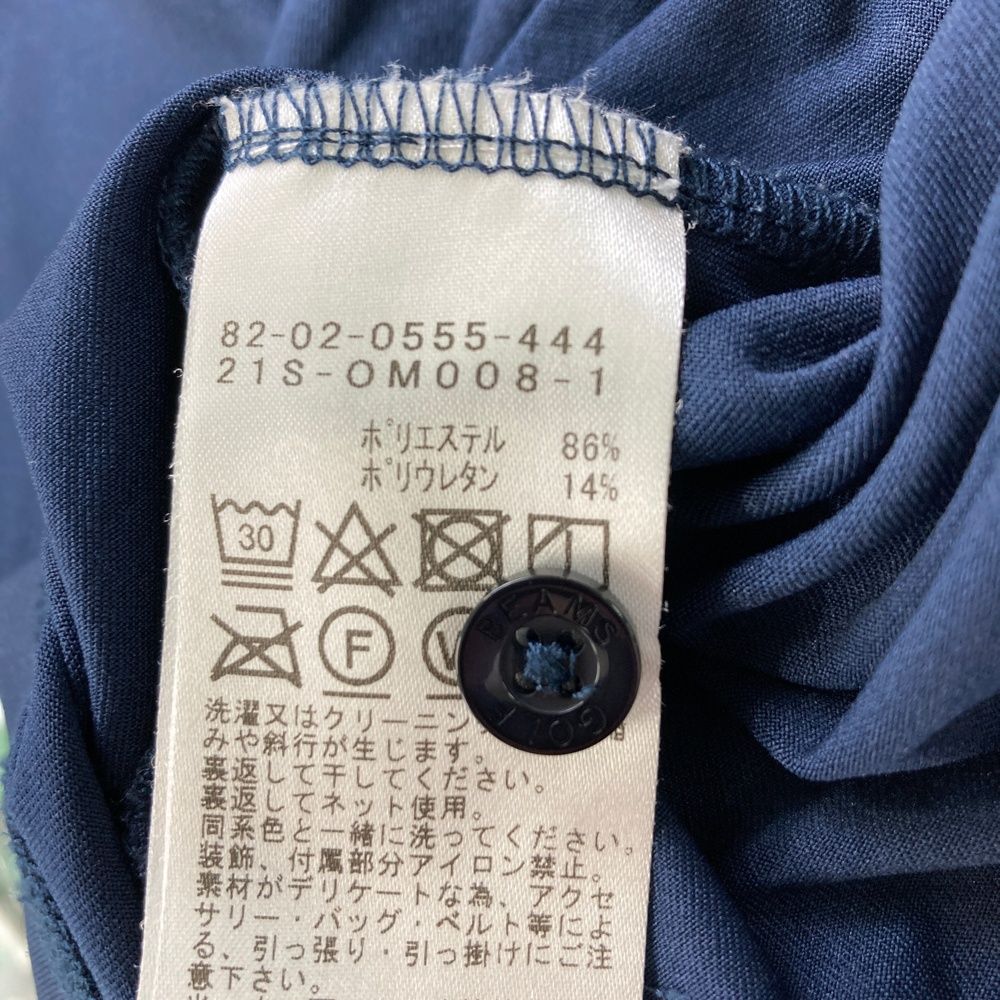 82-02-0555-444
21S-OM008-1
ポリエステル 86%
ポリウレタン 14%
30
F
W
BEAMS
GOLF
洗濯又はクリーニン
みや斜行が生じます。
裏返して干してください。
裏返してネット使用。
同系色と一緒に洗ってください。
装飾、付属部分アイロン禁止。
素材がデリケートな為、アクセ
サリー・バッグ・ベルト等によ
る、引っ張り・引っ掛けにご注
意下さい。